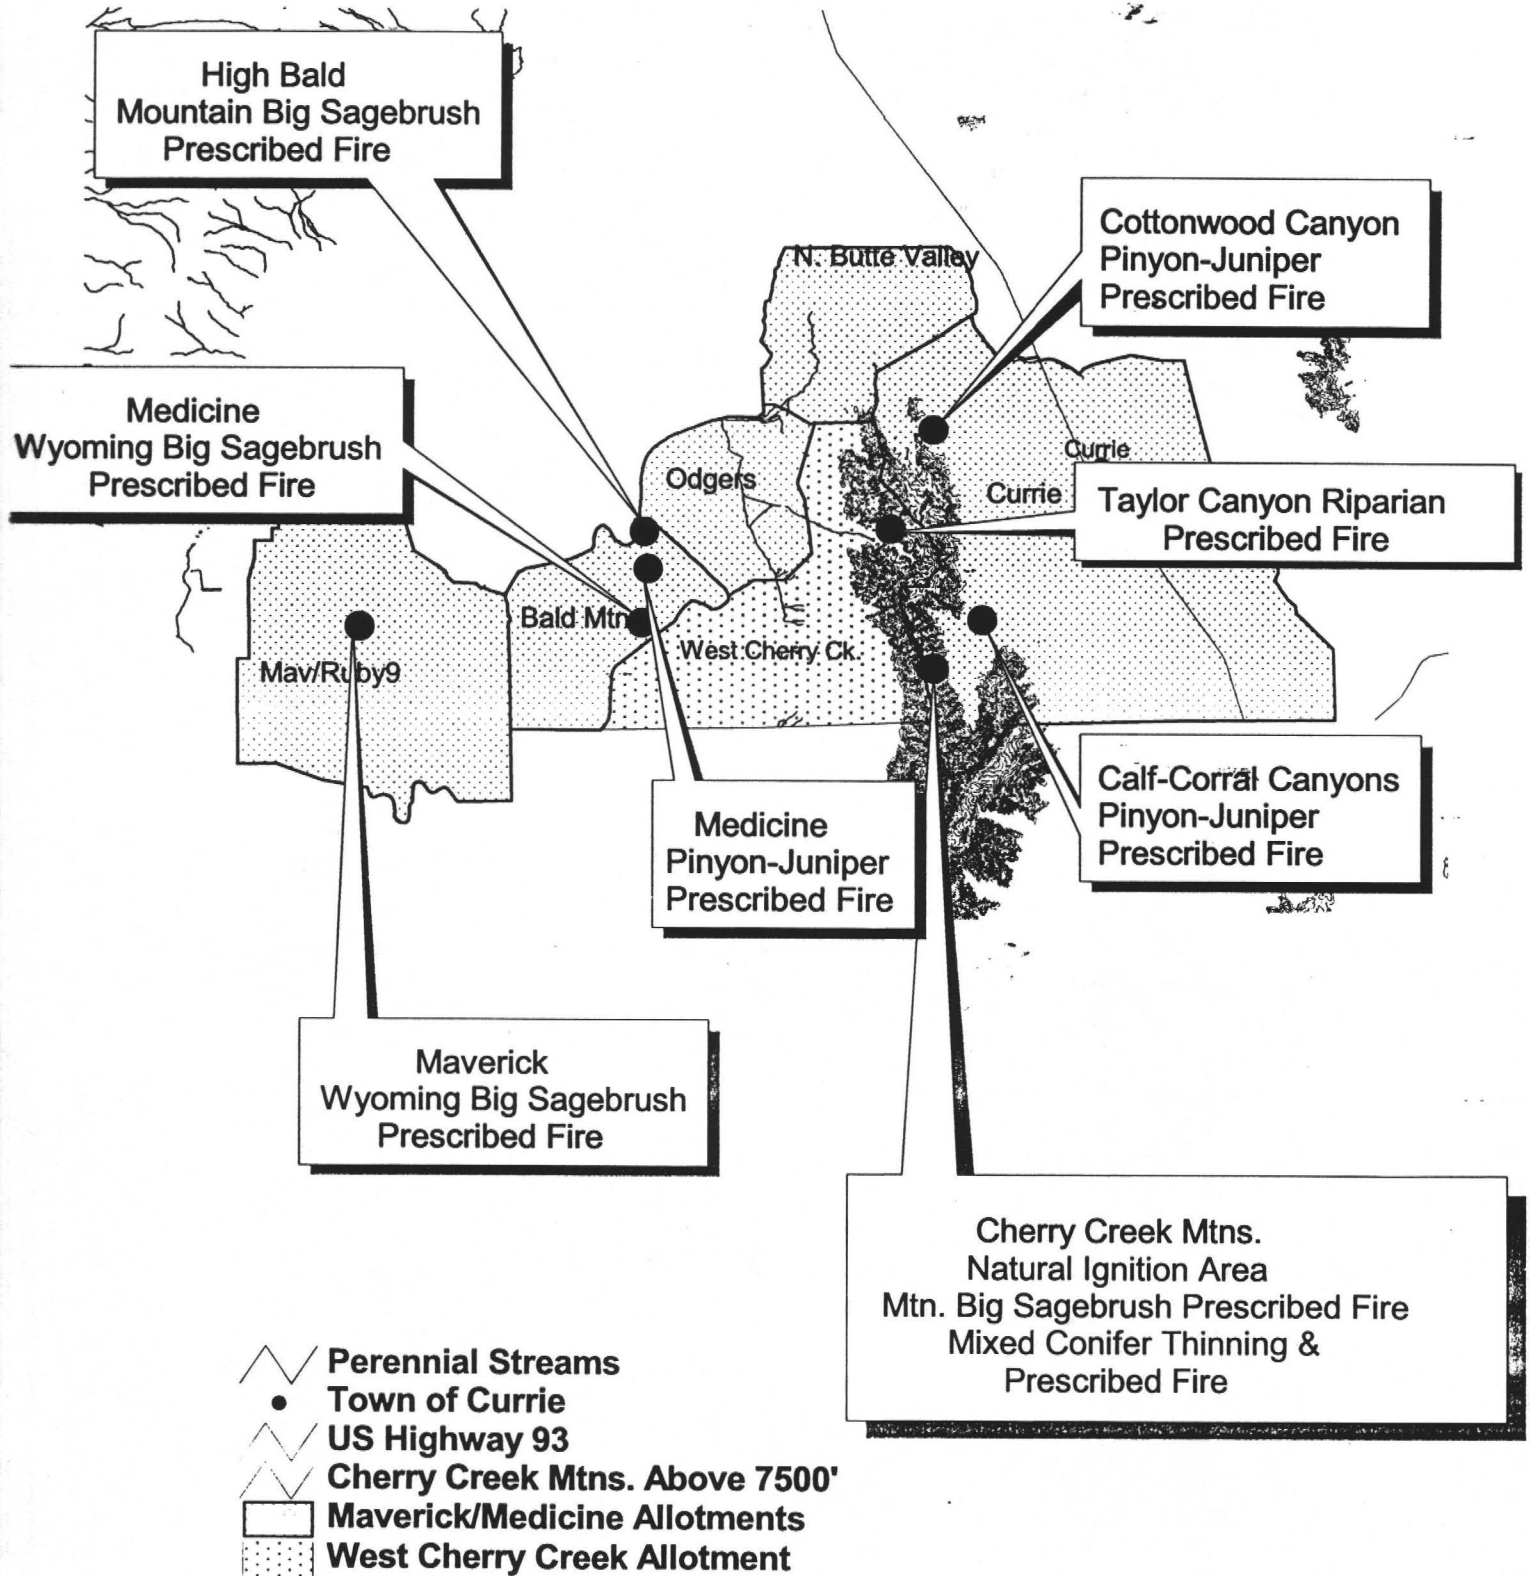 High Bald
Mountain Big Sagebrush
Prescribed Fire
Cottonwood Canyon
Pinyon-Juniper
Prescribed Fire
N. Butte Valley
Medicine
Wyoming Big Sagebrush
Prescribed Fire
Odgers
Currie
Currie
Taylor Canyon Riparian
Prescribed Fire
Bald Mtn
West Cherry Ck.
Mav/Ruby9
Calf-Corral Canyons
Pinyon-Juniper
Prescribed Fire
Medicine
Pinyon-Juniper
Prescribed Fire
Maverick
Wyoming Big Sagebrush
Prescribed Fire
Cherry Creek Mtns.
Natural Ignition Area
Mtn. Big Sagebrush Prescribed Fire
Mixed Conifer Thinning &
Prescribed Fire
Perennial Streams
Town of Currie
US Highway 93
Cherry Creek Mtns. Above 7500'
Maverick/Medicine Allotments
West Cherry Creek Allotment